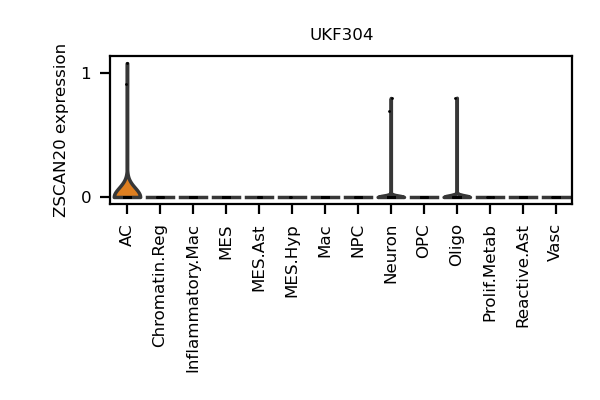 UKF304
ZSCAN20 expression
1
0
AC
Chromatin.Reg
Inflammatory.Mac
MES
MES.Ast
MES.Hyp
Mac
NPC
Neuron
OPC
Oligo
Prolif.Metab
Reactive.Ast
Vasc